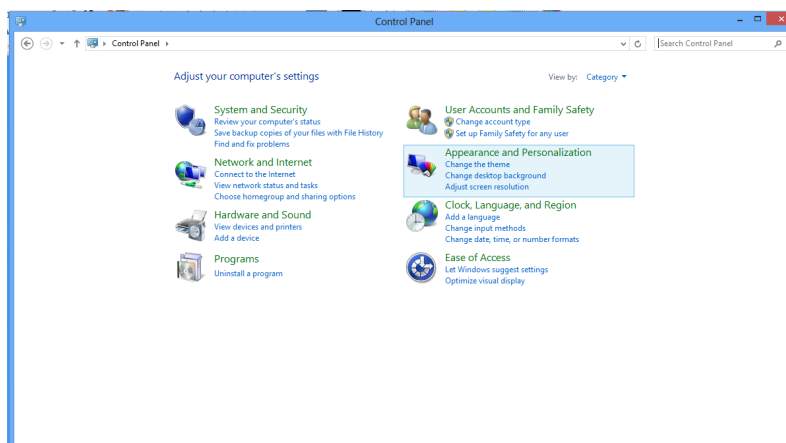 Control Panel
Control Panel
Search Control Panel
Adjust your computer's settings
View by: Category
System and Security
Review your computer's status
Save backup copies of your files with File History
Find and fix problems
Network and Internet
Connect to the Internet
View network status and tasks
Choose homegroup and sharing options
Hardware and Sound
View devices and printers
Add a device
Programs
Uninstall a program
User Accounts and Family Safety
Change account type
Set up Family Safety for any user
Appearance and Personalization
Change the theme
Change desktop background
Adjust screen resolution
Clock, Language, and Region
Add a language
Change input methods
Change date, time, or number formats
Ease of Access
Let Windows suggest settings
Optimize visual display